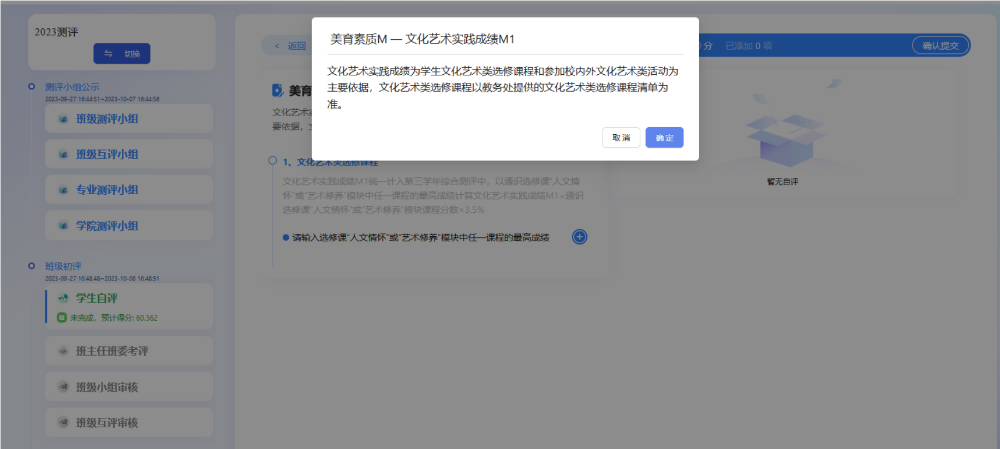 2023测评
切换
测评小组公示
2023-09-27 16:44:51~2023-10-07 16:44:56
班级测评小组
班级互评小组
专业测评小组
学院测评小组
班级初评
2023-09-27 16:48:48~2023-10-06 16:48:51
学生自评
未完成，预计得分: 60.562
班主任班委考评
班级小组审核
班级互评审核
< 返回
分 已添加 0 项
确认提交
美育素质M — 文化艺术实践成绩M1
文化艺术实践成绩为学生文化艺术类选修课程和参加校内外文化艺术类活动为
主要依据，文化艺术类选修课程以教务处提供的文化艺术类选修课程清单为
准。
取 消
确 定
美育
文化艺术
要依据，
1、文化艺术类选修课程
文化艺术实践成绩M1统一计入第三学年综合测评中，以通识选修课"人文情
怀"或"艺术修养"模块中任一课程的最高成绩计算文化艺术实践成绩M1=通识
选修课"人文情怀"或"艺术修养"模块课程分数×3.5%
请输入选修课"人文情怀"或"艺术修养"模块中任一课程的最高成绩
暂无自评